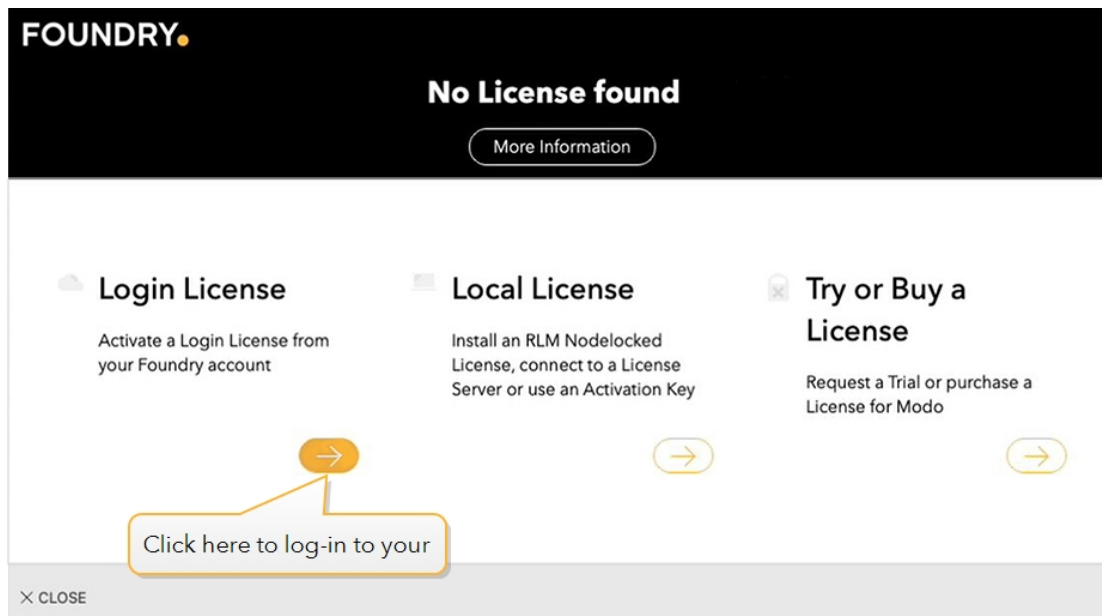 FOUNDRY.
No License found
More Information
Login License
Activate a Login License from
your Foundry account
Local License
Install an RLM Nodelocked
License, connect to a License
Server or use an Activation Key
Try or Buy a
License
Request a Trial or purchase a
License for Modo
Click here to log-in to your
CLOSE